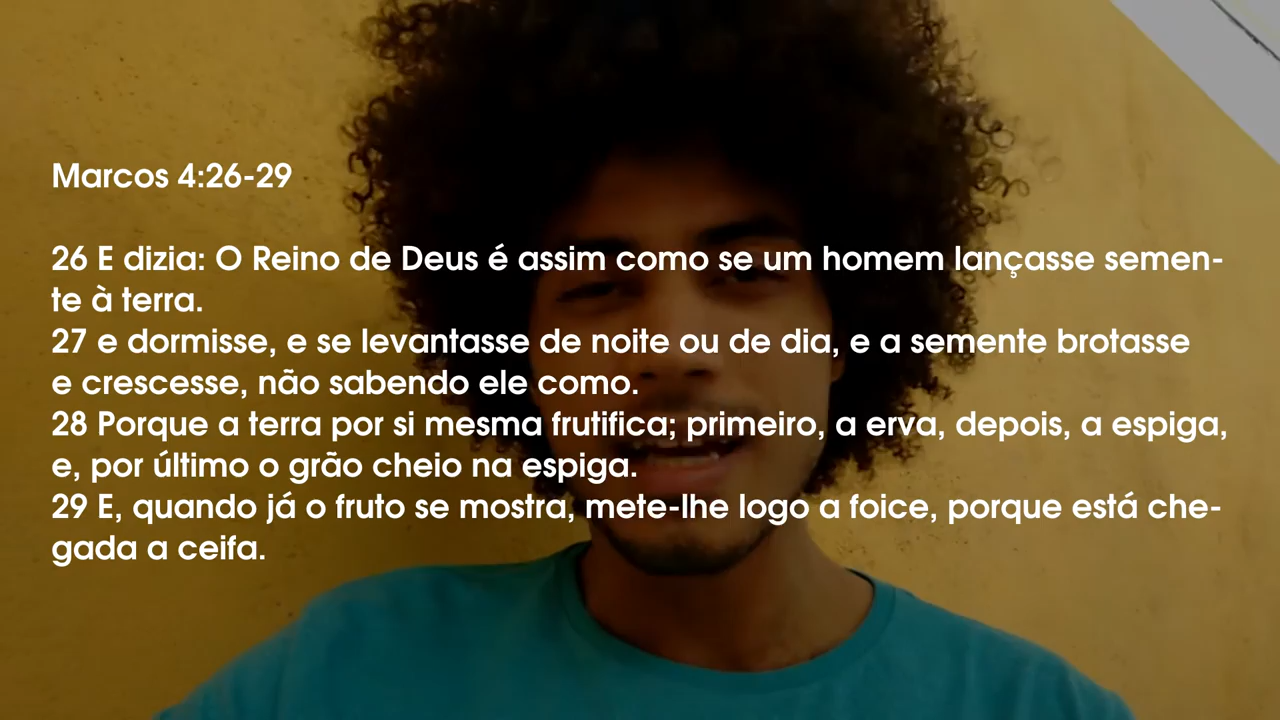 Marcos 4:26-29
26 E dizia: O Reino de Deus é assim como se um homem lançasse semen-
te à terra.
27 e dormisse, e se levantasse de noite ou de dia, e a semente brotasse
e crescesse, não sabendo ele como.
28 Porque a terra por si mesma frutifica; primeiro, a erva, depois, a espiga,
e, por último o grão cheio na espiga.
29 E, quando já o fruto se mostra, mete-lhe logo a foice, porque está che-
gada a ceifa.